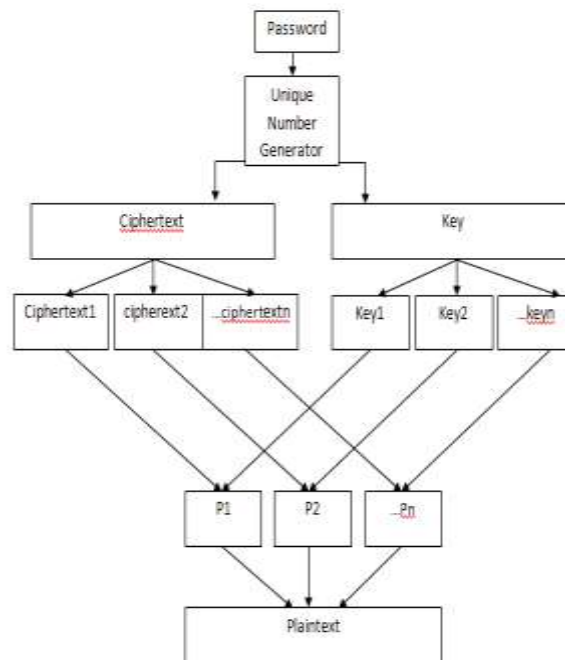 Password
Unique
Number
Generator
Ciphertext
Key
Ciphertext1
cipherext2
...ciphertextn
Key1
Key2
...keyn
P1
P2
...Pn
Plaintext